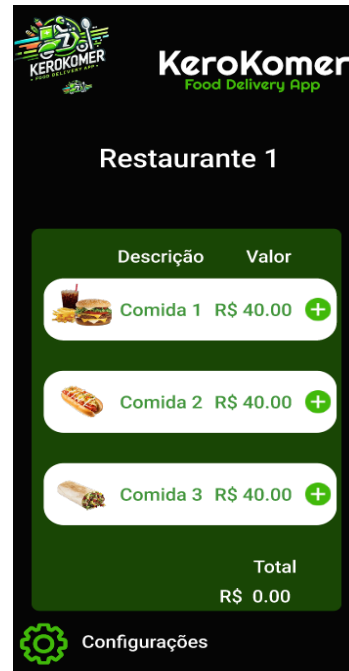 KEROKOMER
FOOD DELIVERY APP
KeroKomer
Food Delivery App
Restaurante 1
Descrição Valor
Comida 1 R$ 40.00
Comida 2 R$ 40.00
Comida 3 R$ 40.00
Total
R$ 0.00
Configurações